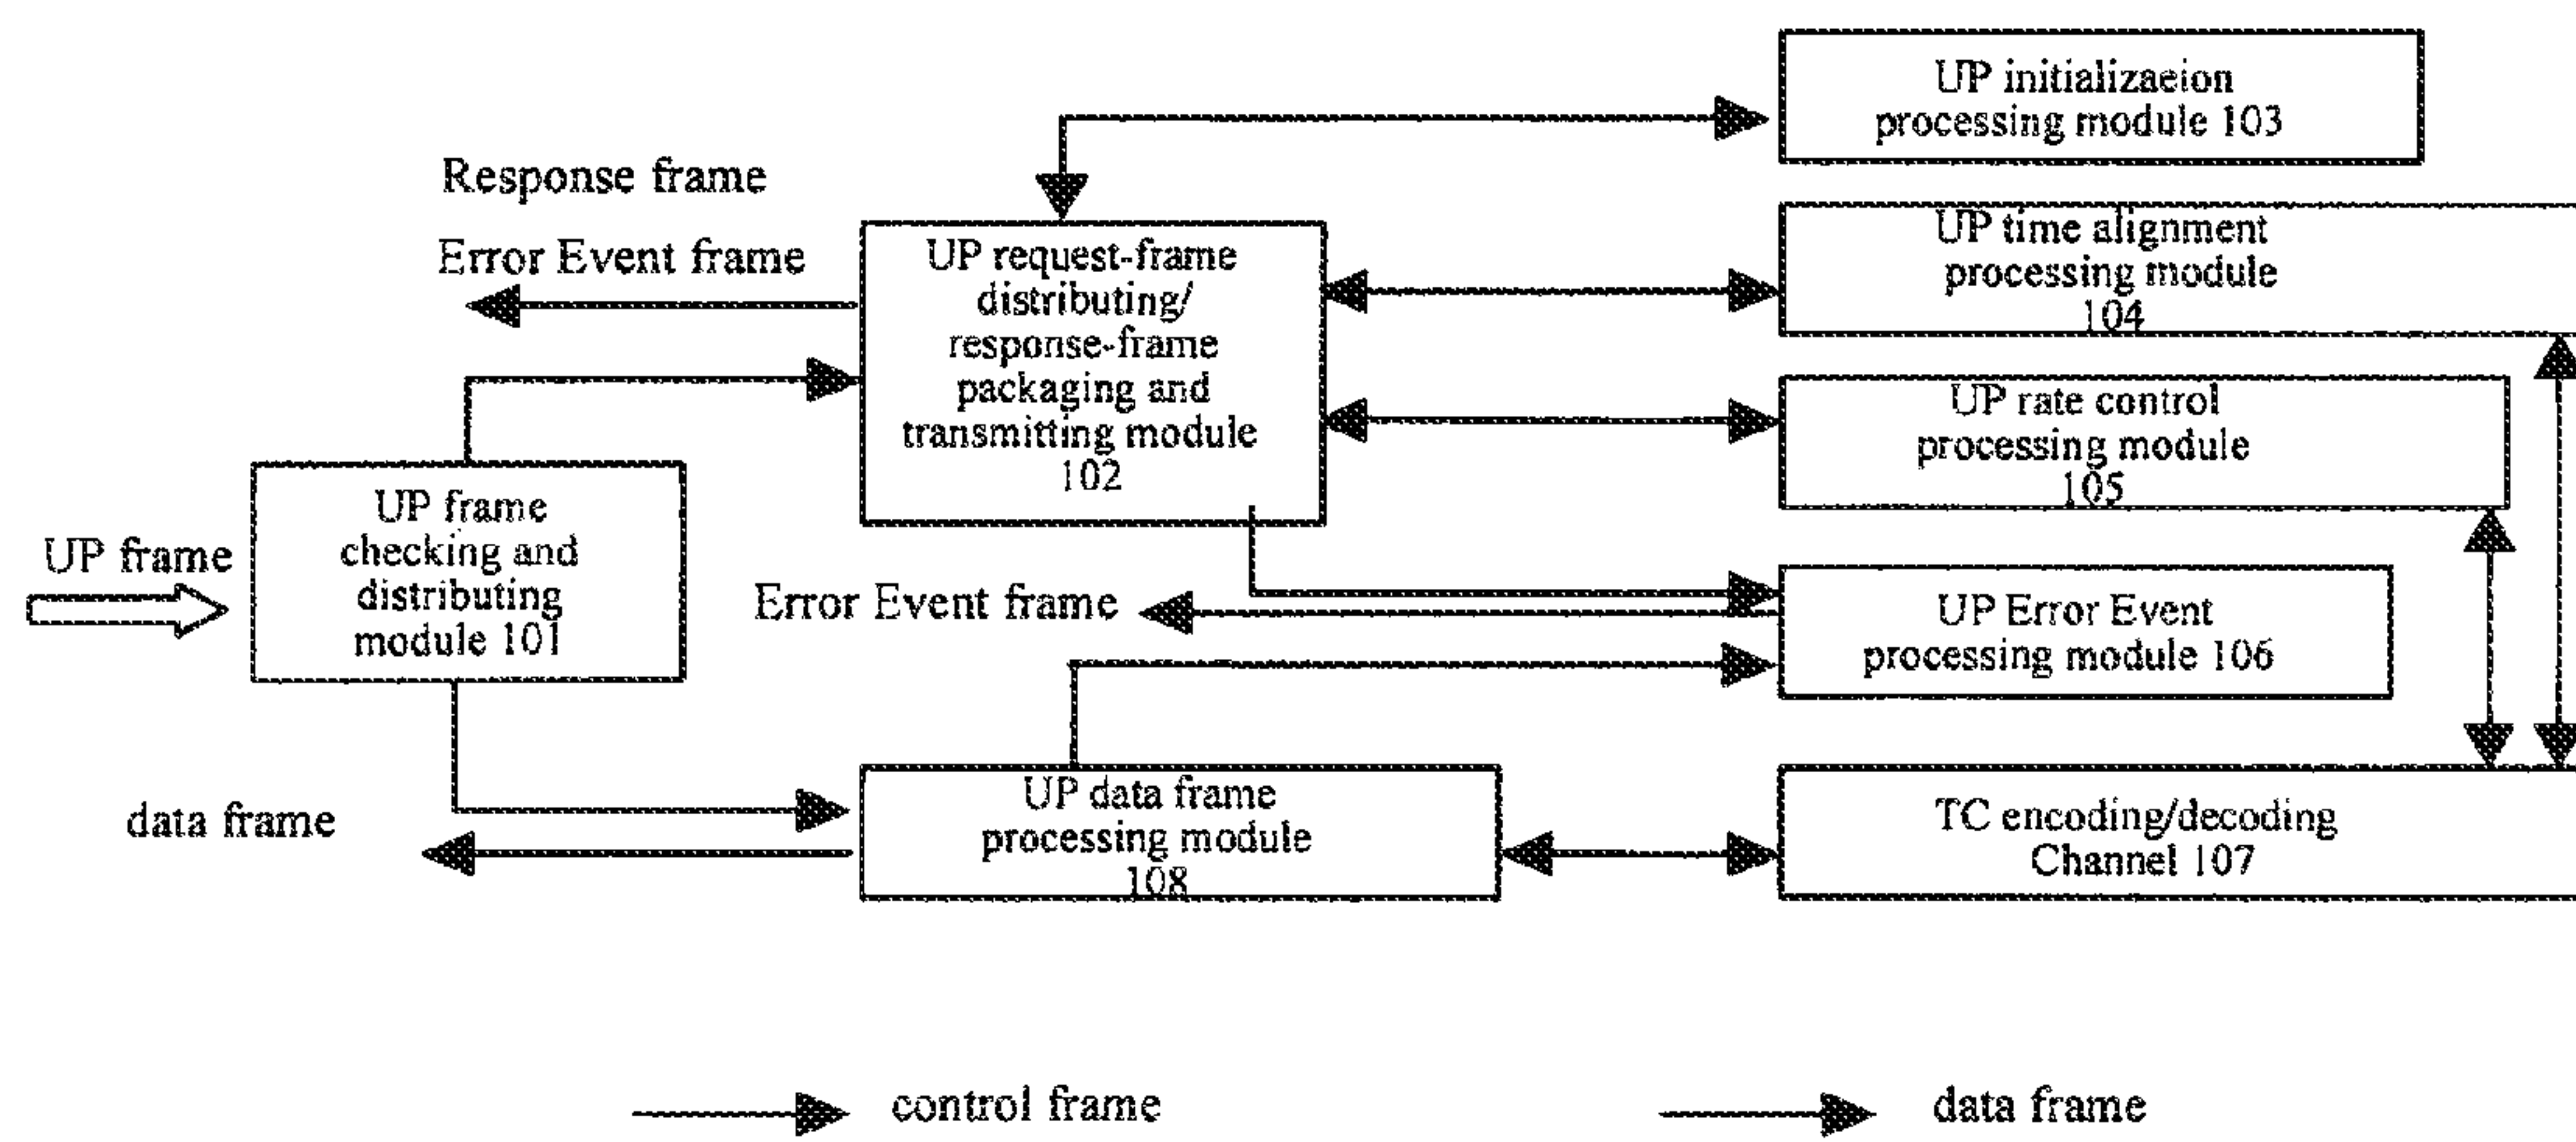 UP initializaeion
processing module 103
Response frame
Error Event frame
UP request-frame
distributing/
response-frame
packaging and
transmitting module
102
UP time alignment
processing module
104
UP rate control
processing module
105
UP frame
UP frame
checking and
distributing
module 101
Error Event frame
UP Error Event
processing module 106
data frame
UP data frame
processing module
108
TC encoding/decoding
Channel 107
control frame
data frame